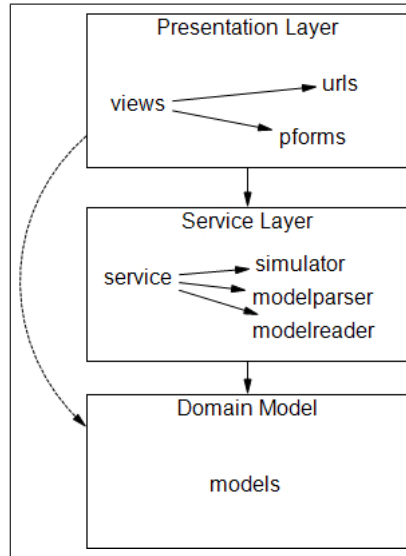 Presentation Layer
urls
views
pforms
Service Layer
simulator
service
modelparser
modelreader
Domain Model
models